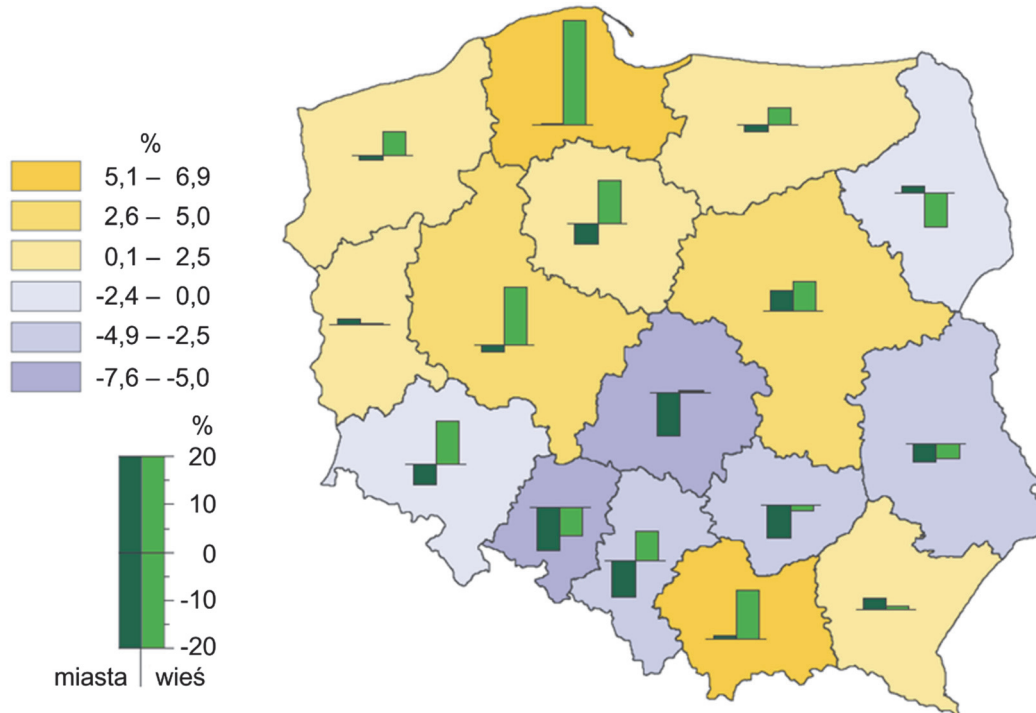 %
5,1 – 6,9
2,6 – 5,0
0,1 – 2,5
-2,4 – 0,0
-4,9 – -2,5
-7,6 – -5,0
%
20
10
0
-10
-20
miasta wieś